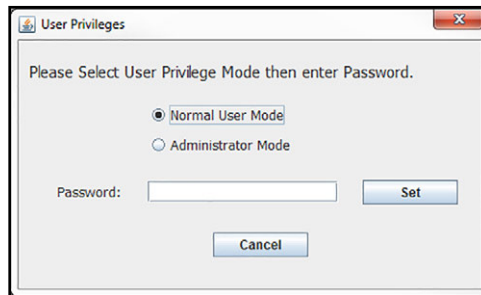 User Privileges
Please Select User Privilege Mode then enter Password.
Normal User Mode
Administrator Mode
Password:
Set
Cancel